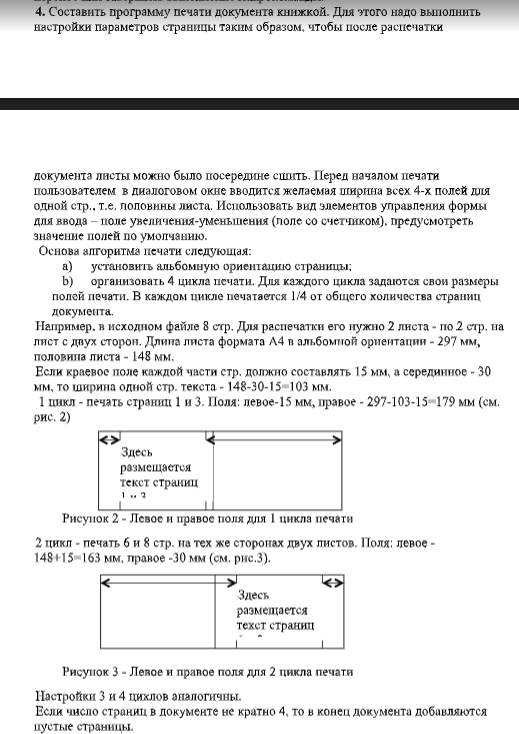 4. Составить программу печати документа книжкой. Для этого надо выполнить
настройки параметров страницы таким образом, чтобы после распечатки
документа листы можно было посередине сшить. Перед началом печати
пользователем в диалоговом окне вводится желаемая ширина всех 4-х полей для
одной стр., т.е. половины листа. Использовать вид элементов управления формы
для ввода – поле увеличения-уменьшения (поле со счетчиком), предусмотреть
значение полей по умолчанию.
Основа алгоритма печати следующая:
a) установить альбомную ориентацию страницы;
b) организовать 4 цикла печати. Для каждого цикла задаются свои размеры
полей печати. В каждом цикле печатается 1/4 от общего количества страниц
документа.
Например, в исходном файле 8 стр. Для распечатки его нужно 2 листа - по 2 стр. на
лист с двух сторон. Длина листа формата А4 в альбомной ориентации - 297 мм,
половина листа - 148 мм.
Если краевое поле каждой части стр. должно составлять 15 мм, а серединное - 30
мм, то ширина одной стр. текста - 148-30-15=103 мм.
1 цикл - печать страниц 1 и 3. Поля: левое-15 мм, правое - 297-103-15=179 мм (см.
рис. 2)
Здесь
размещается
текст страниц
1 и 3
Рисунок 2 - Левое и правое поля для 1 цикла печати
2 цикл - печать 6 и 8 стр. на тех же сторонах двух листов. Поля: левое -
148+15=163 мм, правое -30 мм (см. рис.3).
Здесь
размещается
текст страниц
Рисунок 3 - Левое и правое поля для 2 цикла печати
Настройки 3 и 4 циклов аналогичны.
Если число страниц в документе не кратно 4, то в конец документа добавляются
пустые страницы.